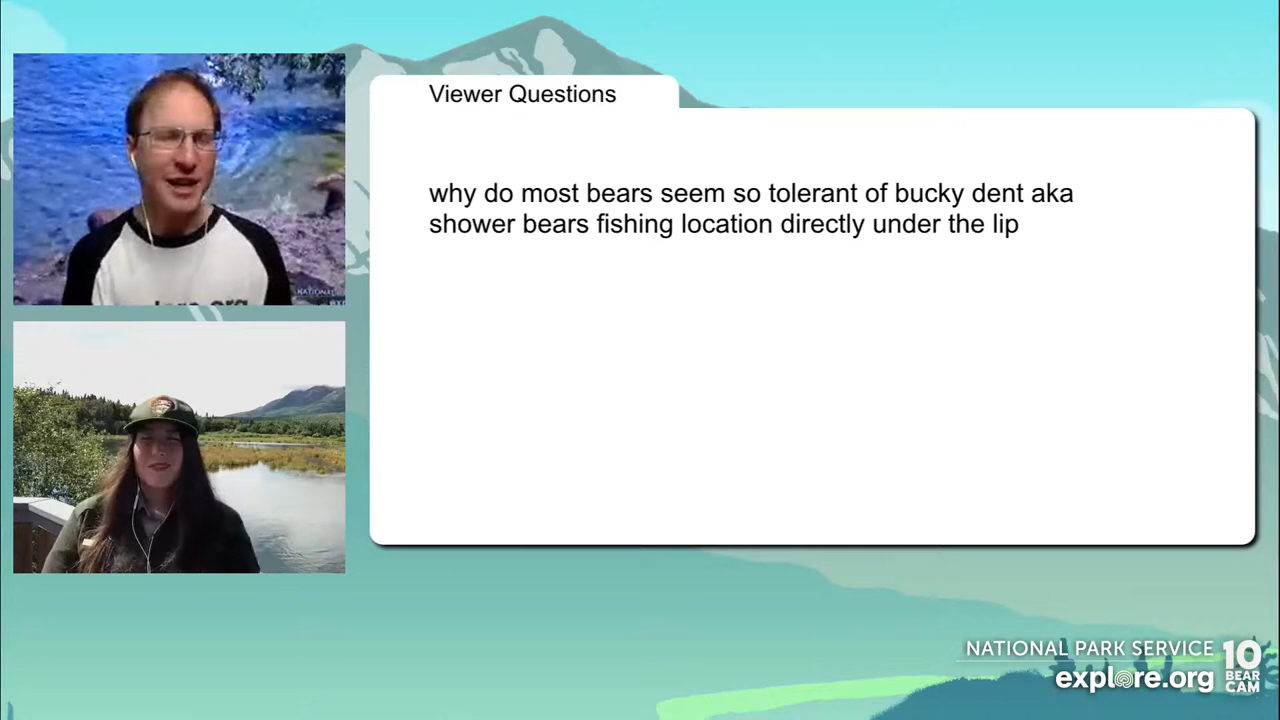 Viewer Questions
why do most bears seem so tolerant of bucky dent aka
shower bears fishing location directly under the lip
NATIONAL
NATIONAL PARK SERVICE
explore.org
10
BEAR
CAM